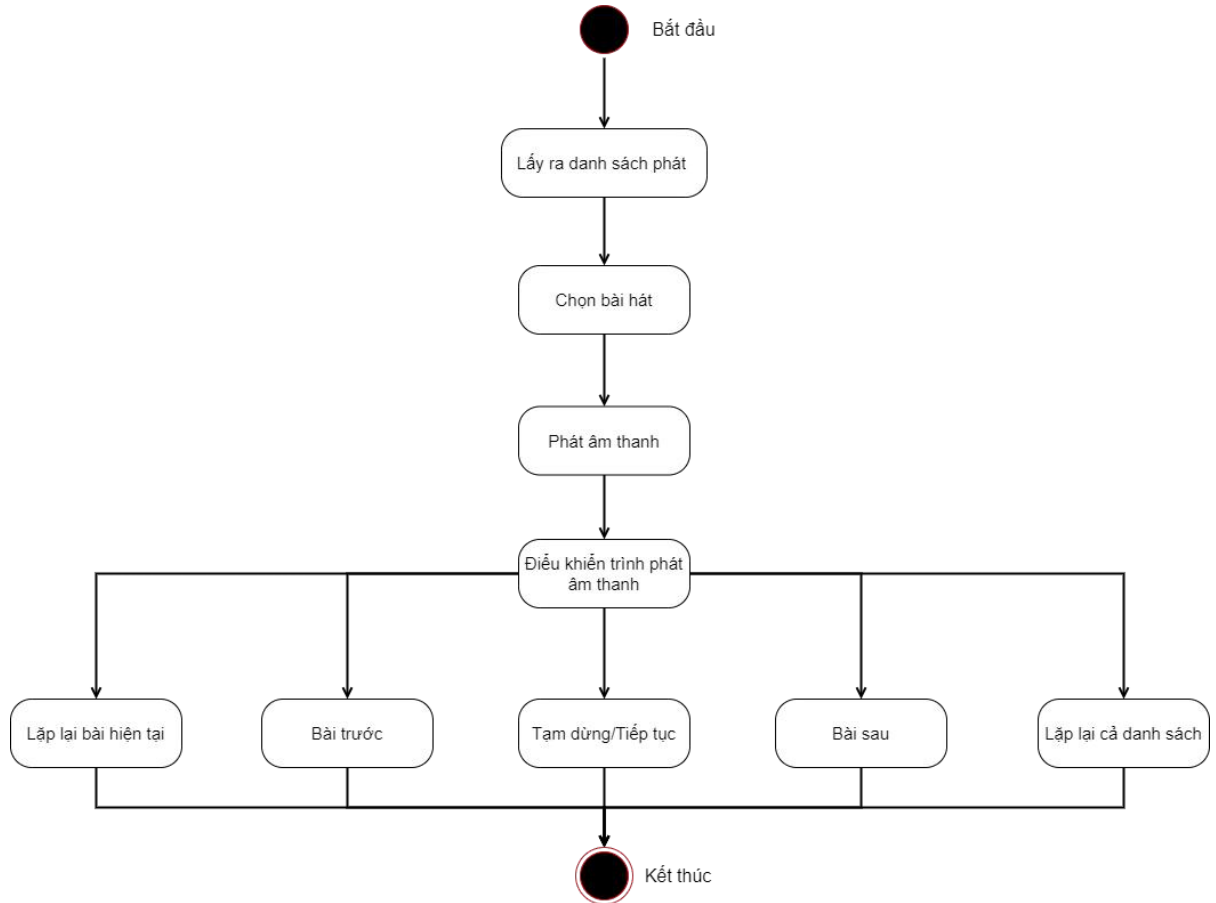 Bắt đầu
Lấy ra danh sách phát
Chọn bài hát
Phát âm thanh
Điểu khiển trình phát
âm thanh
Lặp lại bài hiện tại
Bài trước
Tạm dừng/Tiếp tục
Bài sau
Lặp lại cả danh sách
Kết thúc